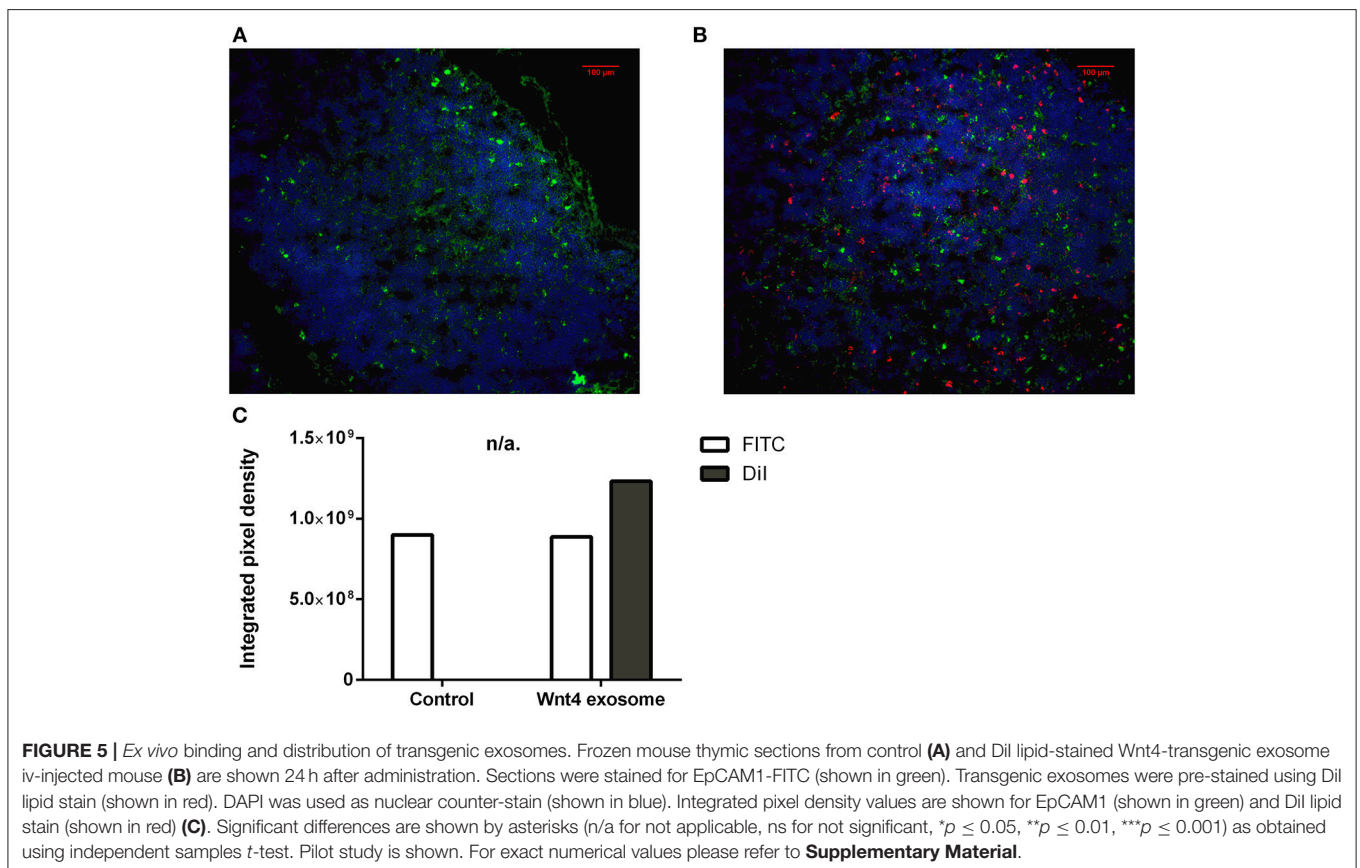 A
B
100 µm
100 µm
C
Integrated pixel density
1.5×10⁹
1.0×10⁹
5.0×10⁸
0
n/a.
Control
Wnt4 exosome
FITC
DiI
FIGURE 5 | Ex vivo binding and distribution of transgenic exosomes. Frozen mouse thymic sections from control (A) and DiI lipid-stained Wnt4-transgenic exosome
iv-injected mouse (B) are shown 24 h after administration. Sections were stained for EpCAM1-FITC (shown in green). Transgenic exosomes were pre-stained using DiI
lipid stain (shown in red). DAPI was used as nuclear counter-stain (shown in blue). Integrated pixel density values are shown for EpCAM1 (shown in green) and DiI lipid
stain (shown in red) (C). Significant differences are shown by asterisks (n/a for not applicable, ns for not significant, *p ≤ 0.05, **p ≤ 0.01, ***p ≤ 0.001) as obtained
using independent samples t-test. Pilot study is shown. For exact numerical values please refer to Supplementary Material.